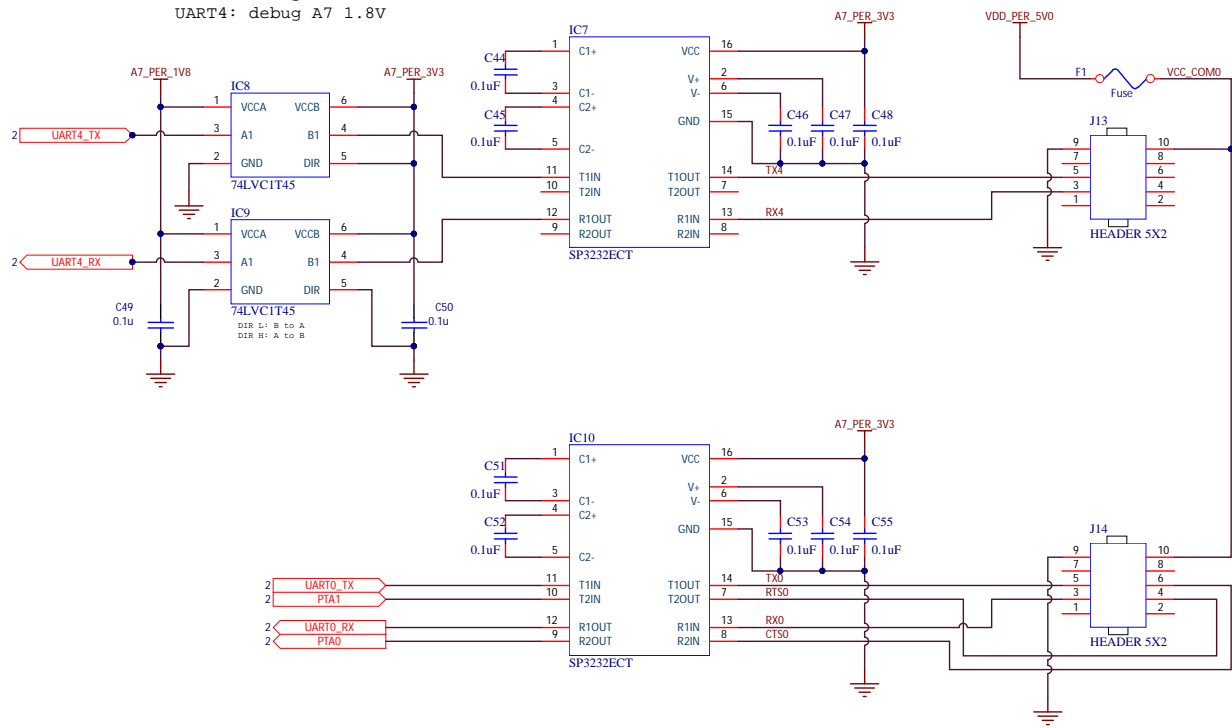 UART4: debug A7 1.8V
A7_PER_1V8
A7_PER_3V3
IC8
1 VCCA VCCB 6
2 UART4_TX 3 A1 B1 4
2 GND DIR 5
74LVC1T45
IC9
1 VCCA VCCB 6
2 UART4_RX 3 A1 B1 4
2 GND DIR 5
74LVC1T45
DIR L: B to A
DIR H: A to B
C49
0.1u
C50
0.1u
A7_PER_3V3
IC7
1 C1+ VCC 16
C44
0.1uF
V+ 2
3 C1- V- 6
4 C2+
C45
0.1uF
GND 15
5 C2-
C46
0.1uF
C47
0.1uF
C48
0.1uF
11 T1IN T1OUT 14 TX4
10 T2IN T2OUT 7
12 R1OUT R1IN 13 RX4
9 R2OUT R2IN 8
SP3232ECT
VDD_PER_5V0
F1
Fuse
VCC_COM0
J13
9 10
7 8
5 6
3 4
1 2
HEADER 5X2
A7_PER_3V3
IC10
1 C1+ VCC 16
C51
0.1uF
V+ 2
3 C1- V- 6
4 C2+
C52
0.1uF
GND 15
5 C2-
C53
0.1uF
C54
0.1uF
C55
0.1uF
2 UART0_TX 11 T1IN T1OUT 14 TX0
2 PTA1 10 T2IN T2OUT 7 RTS0
2 UART0_RX 12 R1OUT R1IN 13 RX0
2 PTA0 9 R2OUT R2IN 8 CTS0
SP3232ECT
J14
9 10
7 8
5 6
3 4
1 2
HEADER 5X2